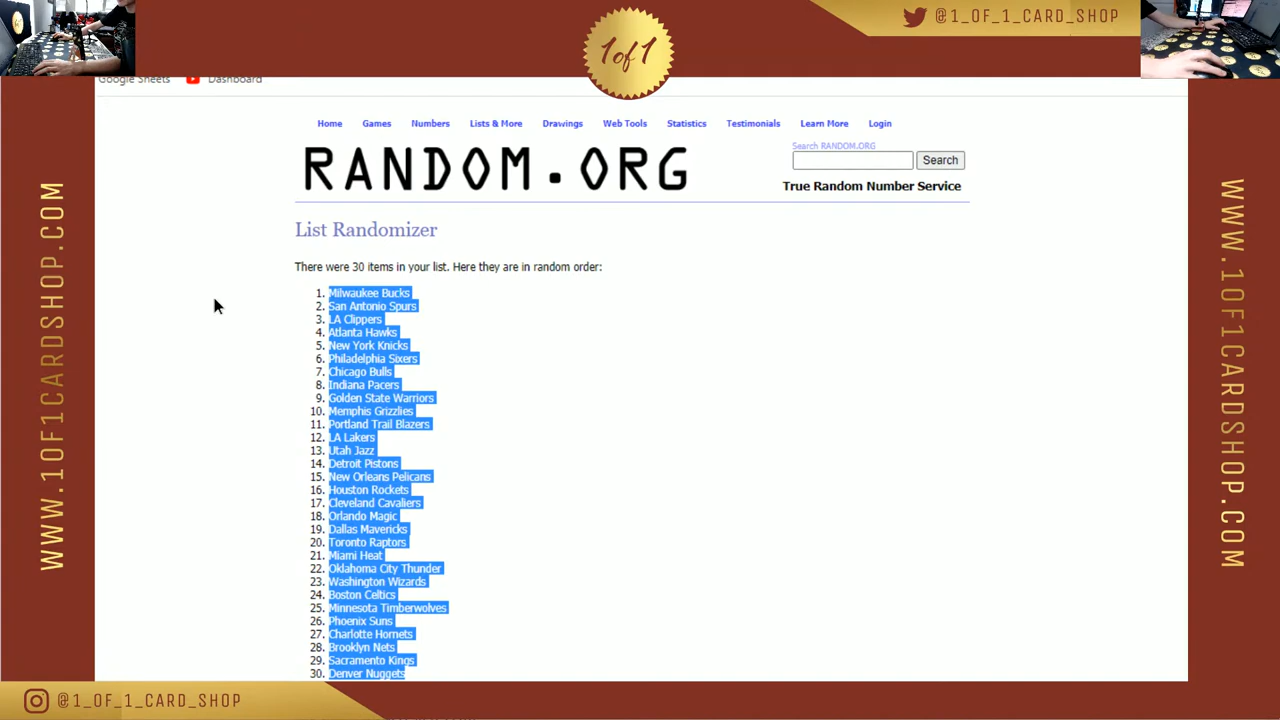 @1_OF_1_CARD_SHOP
1of1
Google Sheets Dashboard
Home Games Numbers Lists & More Drawings Web Tools Statistics Testimonials Learn More Login
Search RANDOM.ORG
RANDOM.ORG
Search
True Random Number Service
List Randomizer
There were 30 items in your list. Here they are in random order:
1. Milwaukee Bucks
2. San Antonio Spurs
3. LA Clippers
4. Atlanta Hawks
5. New York Knicks
6. Philadelphia Sixers
7. Chicago Bulls
8. Indiana Pacers
9. Golden State Warriors
10. Memphis Grizzlies
11. Portland Trail Blazers
12. LA Lakers
13. Utah Jazz
14. Detroit Pistons
15. New Orleans Pelicans
16. Houston Rockets
17. Cleveland Cavaliers
18. Orlando Magic
19. Dallas Mavericks
20. Toronto Raptors
21. Miami Heat
22. Oklahoma City Thunder
23. Washington Wizards
24. Boston Celtics
25. Minnesota Timberwolves
26. Phoenix Suns
27. Charlotte Hornets
28. Brooklyn Nets
29. Sacramento Kings
30. Denver Nuggets
WWW.1OF1CARDSHOP.COM
WWW.1OF1CARDSHOP.COM
@1_OF_1_CARD_SHOP